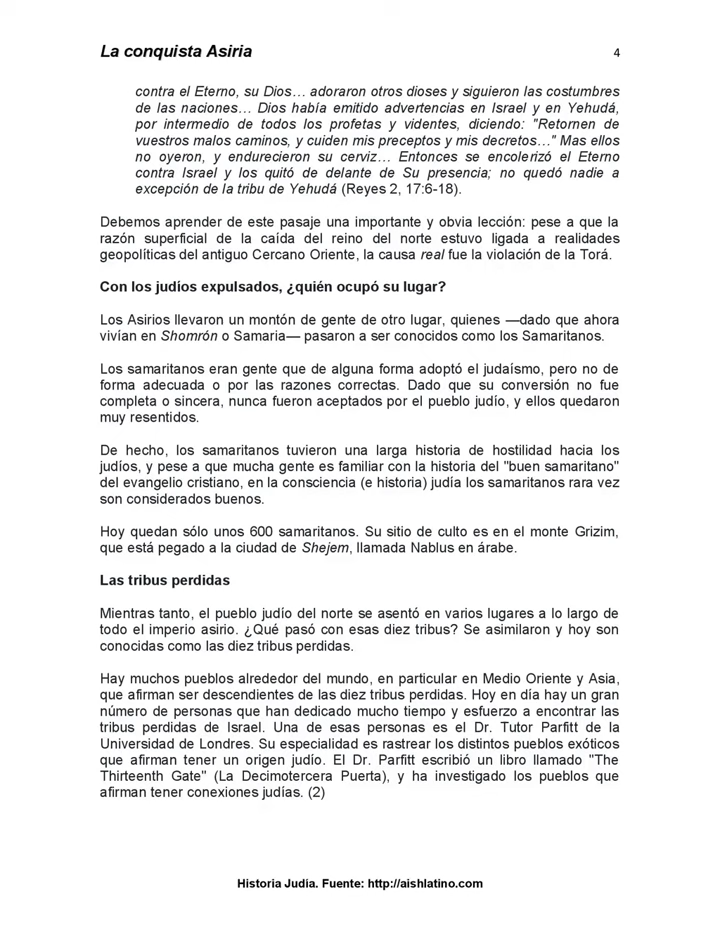 La conquista Asiria 4
contra el Eterno, su Dios… adoraron otros dioses y siguieron las costumbres
de las naciones… Dios había emitido advertencias en Israel y en Yehudá,
por intermedio de todos los profetas y videntes, diciendo: "Retornen de
vuestros malos caminos, y cuiden mis preceptos y mis decretos…" Mas ellos
no oyeron, y endurecieron su cerviz… Entonces se encolerizó el Eterno
contra Israel y los quitó de delante de Su presencia; no quedó nadie a
excepción de la tribu de Yehudá (Reyes 2, 17:6-18).
Debemos aprender de este pasaje una importante y obvia lección: pese a que la
razón superficial de la caída del reino del norte estuvo ligada a realidades
geopolíticas del antiguo Cercano Oriente, la causa real fue la violación de la Torá.
Con los judíos expulsados, ¿quién ocupó su lugar?
Los Asirios llevaron un montón de gente de otro lugar, quienes —dado que ahora
vivían en Shomrón o Samaria— pasaron a ser conocidos como los Samaritanos.
Los samaritanos eran gente que de alguna forma adoptó el judaísmo, pero no de
forma adecuada o por las razones correctas. Dado que su conversión no fue
completa o sincera, nunca fueron aceptados por el pueblo judío, y ellos quedaron
muy resentidos.
De hecho, los samaritanos tuvieron una larga historia de hostilidad hacia los
judíos, y pese a que mucha gente es familiar con la historia del "buen samaritano"
del evangelio cristiano, en la consciencia (e historia) judía los samaritanos rara vez
son considerados buenos.
Hoy quedan sólo unos 600 samaritanos. Su sitio de culto es en el monte Grizim,
que está pegado a la ciudad de Shejem, llamada Nablus en árabe.
Las tribus perdidas
Mientras tanto, el pueblo judío del norte se asentó en varios lugares a lo largo de
todo el imperio asirio. ¿Qué pasó con esas diez tribus? Se asimilaron y hoy son
conocidas como las diez tribus perdidas.
Hay muchos pueblos alrededor del mundo, en particular en Medio Oriente y Asia,
que afirman ser descendientes de las diez tribus perdidas. Hoy en día hay un gran
número de personas que han dedicado mucho tiempo y esfuerzo a encontrar las
tribus perdidas de Israel. Una de esas personas es el Dr. Tutor Parfitt de la
Universidad de Londres. Su especialidad es rastrear los distintos pueblos exóticos
que afirman tener un origen judío. El Dr. Parfitt escribió un libro llamado "The
Thirteenth Gate" (La Decimotercera Puerta), y ha investigado los pueblos que
afirman tener conexiones judías. (2)
Historia Judía. Fuente: http://aishlatino.com